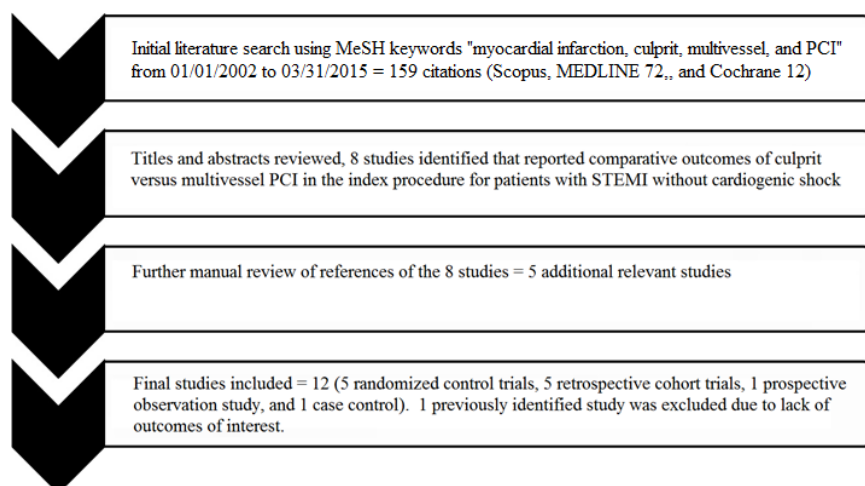 Initial literature search using MeSH keywords "myocardial infarction, culprit, multivessel, and PCI"
from 01/01/2002 to 03/31/2015 = 159 citations (Scopus, MEDLINE 72,, and Cochrane 12)
Titles and abstracts reviewed, 8 studies identified that reported comparative outcomes of culprit
versus multivessel PCI in the index procedure for patients with STEMI without cardiogenic shock
Further manual review of references of the 8 studies = 5 additional relevant studies
Final studies included = 12 (5 randomized control trials, 5 retrospective cohort trials, 1 prospective
observation study, and 1 case control).  1 previously identified study was excluded due to lack of
outcomes of interest.